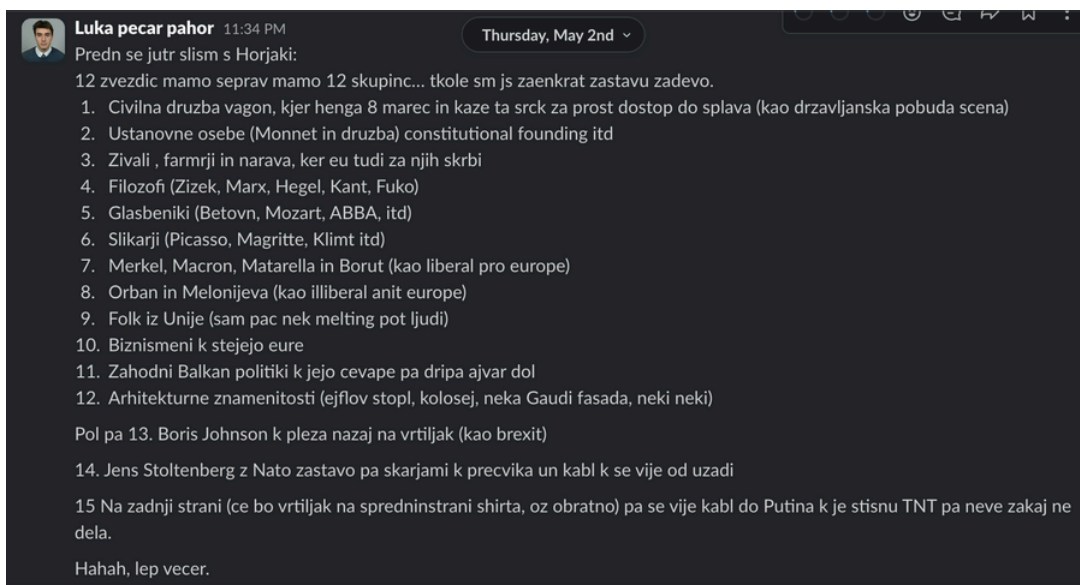 Luka pecar pahor 11:34 PM
Thursday, May 2nd
Predn se jutr slism s Horjaki:
12 zvezdic mamo seprav mamo 12 skupinc... tkole sm js zaenkrat zastavu zadevo.
1. Civilna druzba vagon, kjer henga 8 marec in kaze ta srck za prost dostop do splava (kao drzavljanska pobuda scena)
2. Ustanovne osebe (Monnet in druzba) constitutional founding itd
3. Zivali , farmrji in narava, ker eu tudi za njih skrbi
4. Filozofi (Zizek, Marx, Hegel, Kant, Fuko)
5. Glasbeniki (Betovn, Mozart, ABBA, itd)
6. Slikarji (Picasso, Magritte, Klimt itd)
7. Merkel, Macron, Matarella in Borut (kao liberal pro europe)
8. Orban in Melonijeva (kao illiberal anit europe)
9. Folk iz Unije (sam pac nek melting pot ljudi)
10. Biznismeni k stejejo eure
11. Zahodni Balkan politiki k jejo cevape pa dripa ajvar dol
12. Arhitekturne znamenitosti (ejflov stopl, kolosej, neka Gaudi fasada, neki neki)
Pol pa 13. Boris Johnson k pleza nazaj na vrtiljak (kao brexit)
14. Jens Stoltenberg z Nato zastavo pa skarjami k precvika un kabl k se vije od uzadi
15 Na zadnji strani (ce bo vrtiljak na spredninstrani shirta, oz obratno) pa se vije kabl do Putina k je stisnu TNT pa neve zakaj ne
dela.
Hahah, lep vecer.